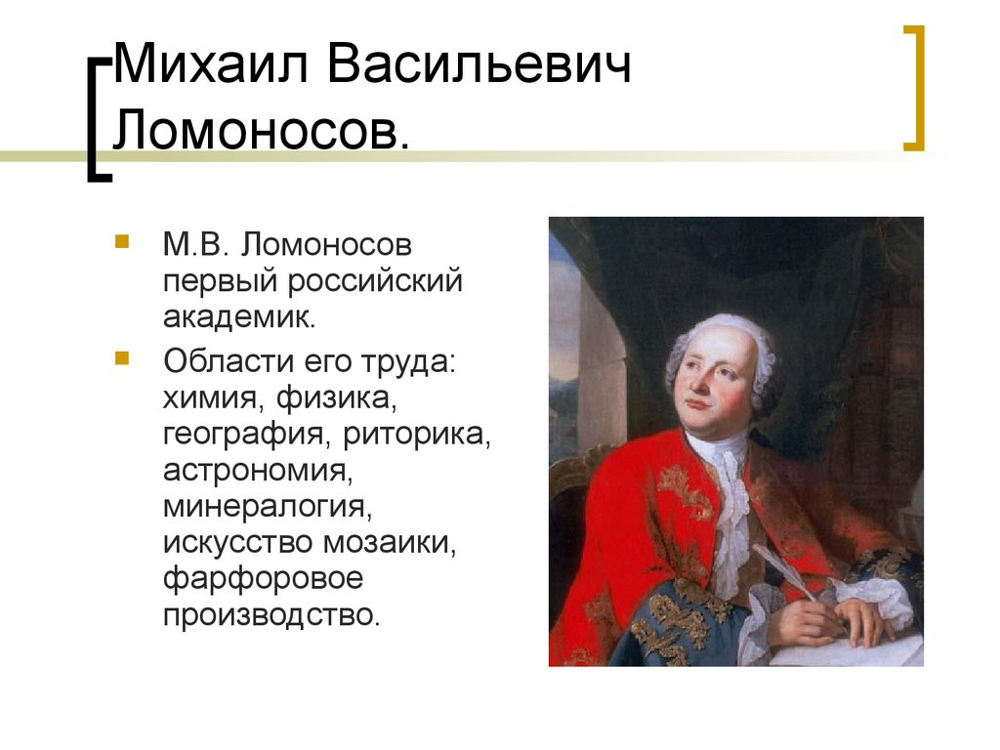 Михаил Васильевич
Ломоносов.
М.В. Ломоносов
первый российский
академик.
Области его труда:
химия, физика,
география, риторика,
астрономия,
минералогия,
искусство мозаики,
фарфоровое
производство.